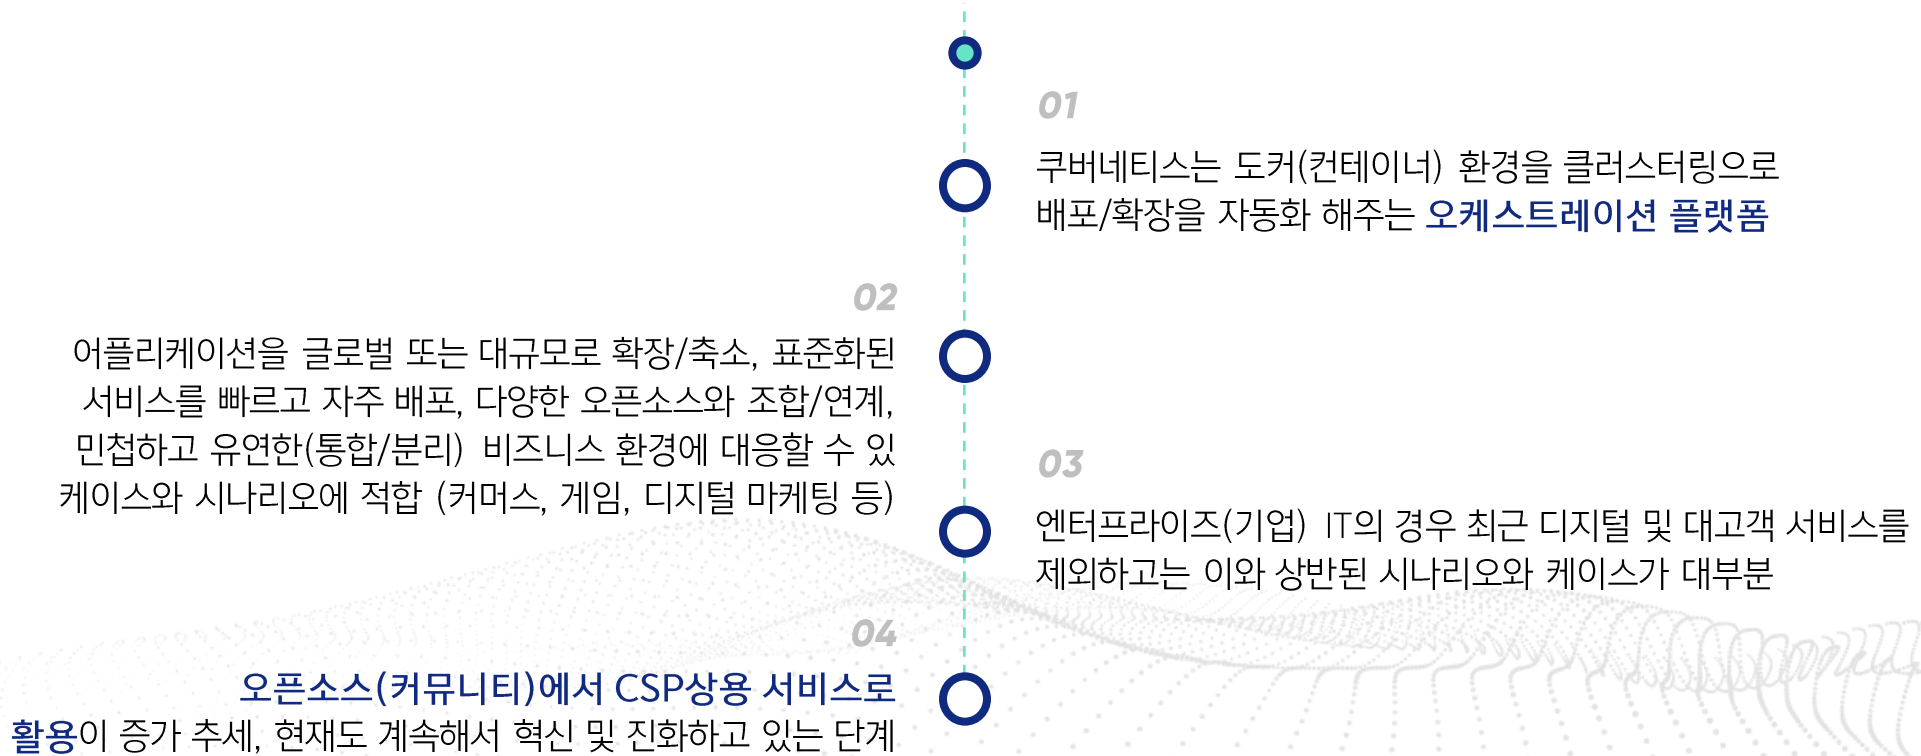 01
쿠버네티스는 도커(컨테이너) 환경을 클러스터링으로
배포/확장을 자동화 해주는 오케스트레이션 플랫폼
02
어플리케이션을 글로벌 또는 대규모로 확장/축소, 표준화된
서비스를 빠르고 자주 배포, 다양한 오픈소스와 조합/연계,
민첩하고 유연한(통합/분리) 비즈니스 환경에 대응할 수 있
케이스와 시나리오에 적합 (커머스, 게임, 디지털 마케팅 등)
03
엔터프라이즈(기업) IT의 경우 최근 디지털 및 대고객 서비스를
제외하고는 이와 상반된 시나리오와 케이스가 대부분
04
오픈소스(커뮤니티)에서 CSP상용 서비스로
활용이 증가 추세, 현재도 계속해서 혁신 및 진화하고 있는 단계